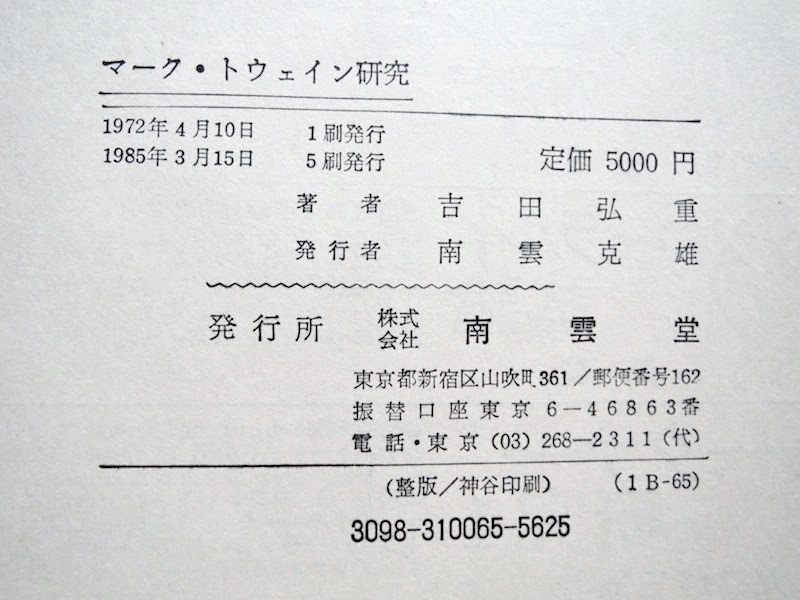 マーク・トウェイン研究
1972年4月10日 1刷発行
1985年3月15日 5刷発行 定価 5000 円
著者 吉田弘重
発行者 南雲克雄
発行所 株式会社 南雲堂
東京都新宿区山吹町361/郵便番号162
振替口座東京6-46863番
電話・東京(03)268-2311(代)
(整版/神谷印刷) (1B-65)
3098-310065-5625